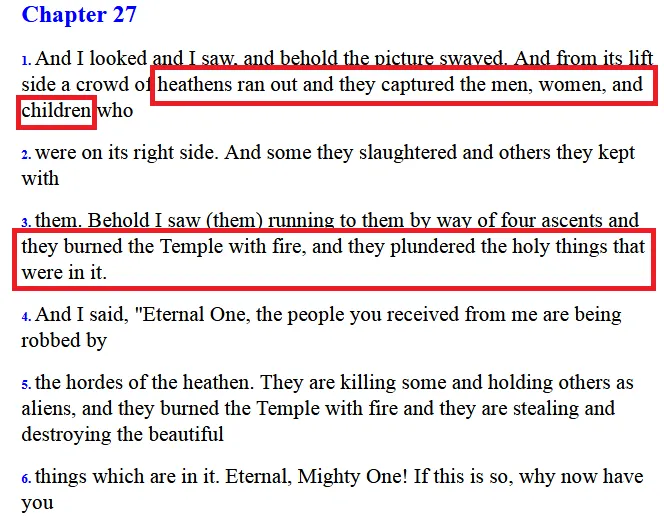 Chapter 27
1. And I looked and I saw, and behold the picture swayed. And from its lift
side a crowd of heathens ran out and they captured the men, women, and
children who
2. were on its right side. And some they slaughtered and others they kept
with
3. them. Behold I saw (them) running to them by way of four ascents and
they burned the Temple with fire, and they plundered the holy things that
were in it.
4. And I said, "Eternal One, the people you received from me are being
robbed by
5. the hordes of the heathen. They are killing some and holding others as
aliens, and they burned the Temple with fire and they are stealing and
destroying the beautiful
6. things which are in it. Eternal, Mighty One! If this is so, why now have
you